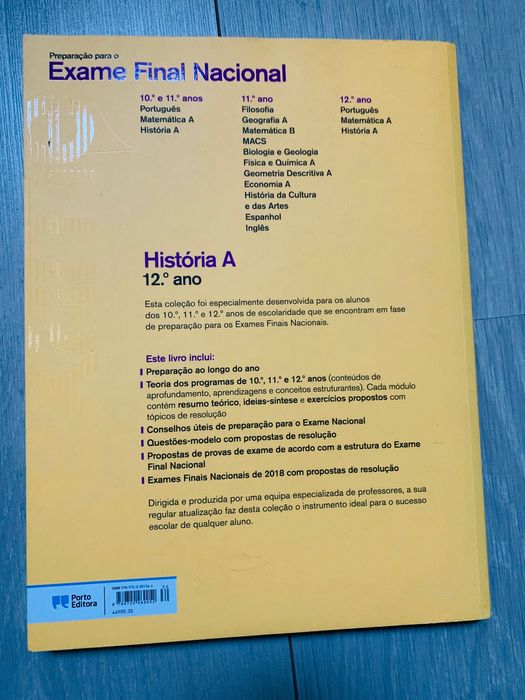 Preparação para o
Exame Final Nacional
10.º e 11.º anos
Português
Matemática A
História A
11.º ano
Filosofia
Geografia A
Matemática B
MACS
Biologia e Geologia
Física e Química A
Geometria Descritiva A
Economia A
História da Cultura
e das Artes
Espanhol
Inglês
12.º ano
Português
Matemática A
História A
História A
12.º ano
Esta coleção foi especialmente desenvolvida para os alunos
dos 10.º, 11.º e 12.º anos de escolaridade que se encontram em fase
de preparação para os Exames Finais Nacionais.
Este livro inclui:
Preparação ao longo do ano
Teoria dos programas de 10.º, 11.º e 12.º anos (conteúdos de
aprofundamento, aprendizagens e conceitos estruturantes). Cada módulo
contém resumo teórico, ideias-síntese e exercícios propostos com
tópicos de resolução
Conselhos úteis de preparação para o Exame Nacional
Questões-modelo com propostas de resolução
Propostas de provas de exame de acordo com a estrutura do Exame
Final Nacional
Exames Finais Nacionais de 2018 com propostas de resolução
Dirigida e produzida por uma equipa especializada de professores, a sua
regular atualização faz desta coleção o instrumento ideal para o sucesso
escolar de qualquer aluno.
Porto
Editora
46905.30